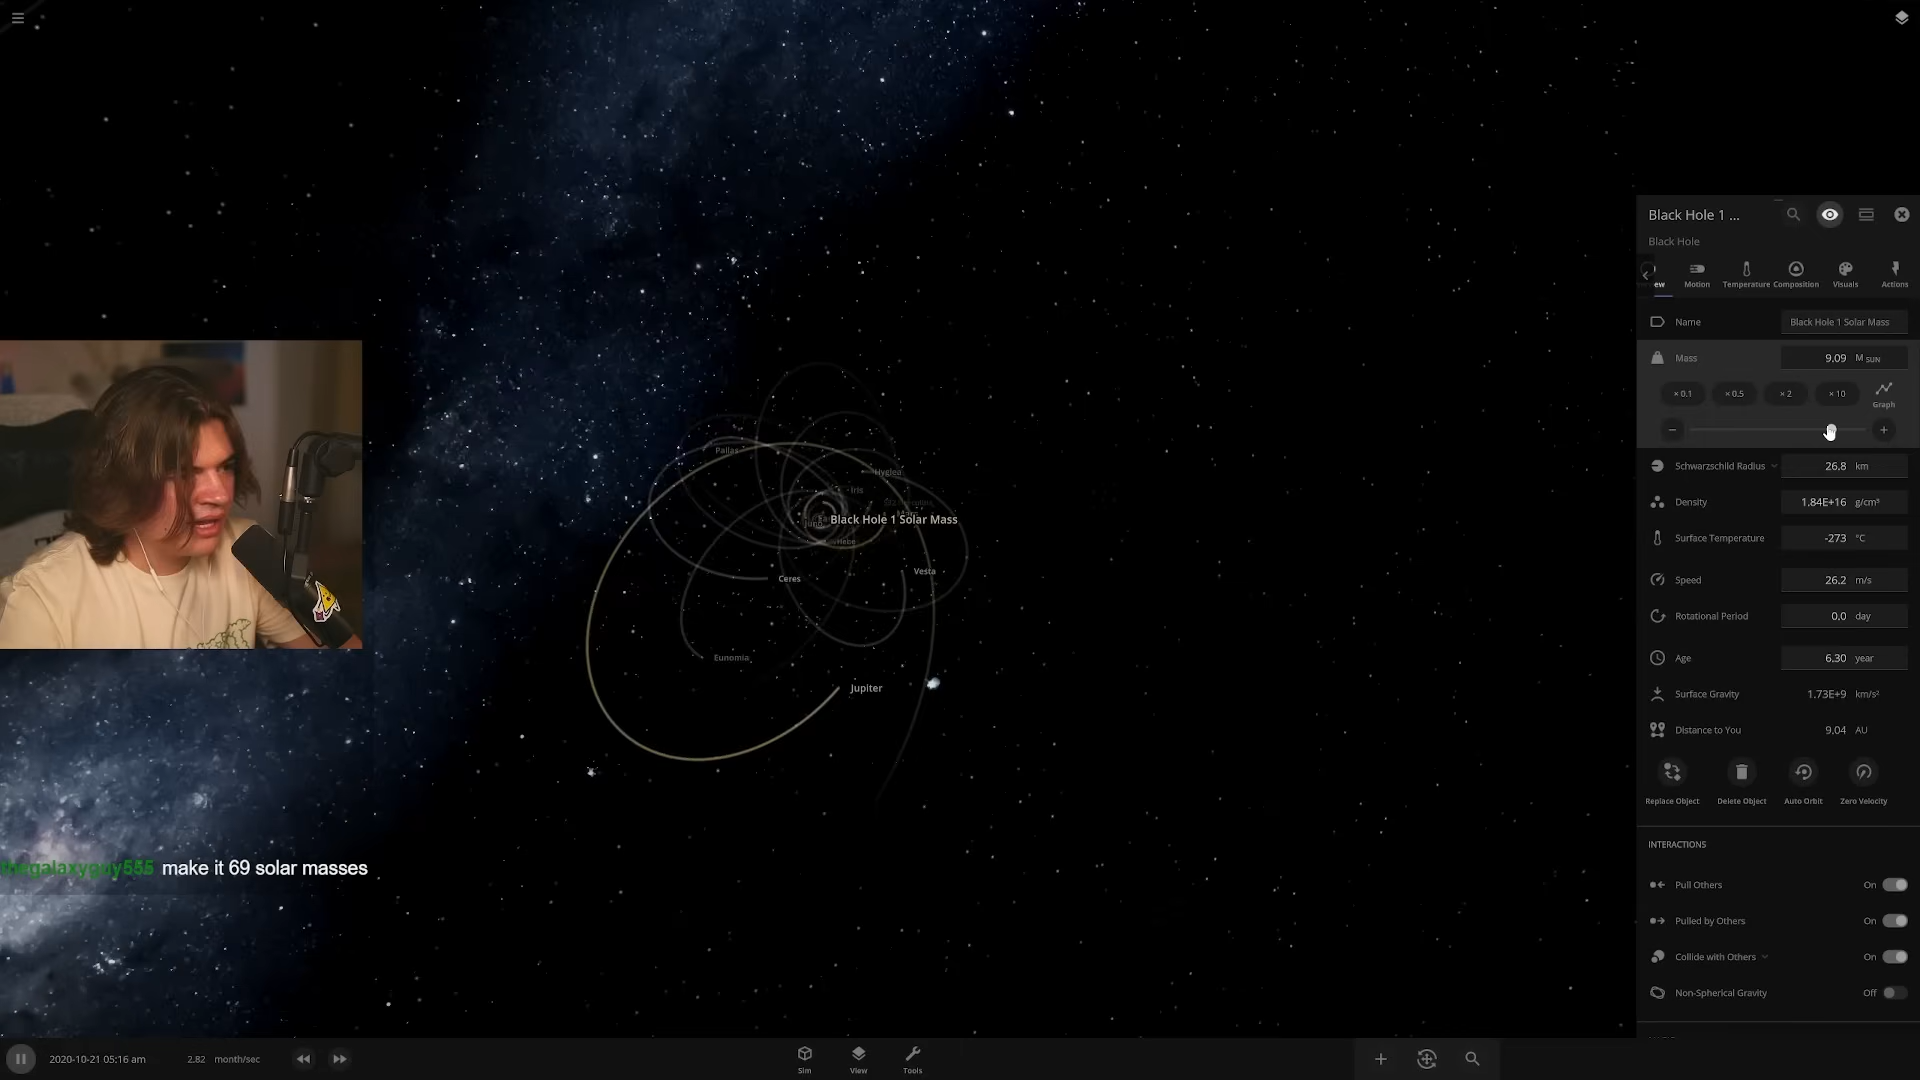 Black Hole 1 ...
Black Hole
ew
Motion
Temperature
Composition
Visuals
Actions
Name
Black Hole 1 Solar Mass
Mass
9.09 M SUN
× 0.1
× 0.5
× 2
× 10
Graph
Schwarzschild Radius
26.8 km
Density
1.84E+16 g/cm³
Surface Temperature
-273 °C
Speed
26.2 m/s
Rotational Period
0.0 day
Age
6.30 year
Surface Gravity
1.73E+9 km/s²
Distance to You
9.04 AU
Replace Object
Delete Object
Auto Orbit
Zero Velocity
INTERACTIONS
Pull Others
On
Pulled by Others
On
Collide with Others
On
Non-Spherical Gravity
Off
Pallas
Hygiea
Iris
Black Hole 1 Solar Mass
Hebe
Vesta
Ceres
Eunomia
Jupiter
thegalaxyguy555 make it 69 solar masses
2020-10-21 05:16 am
2.82 month/sec
Sim
View
Tools